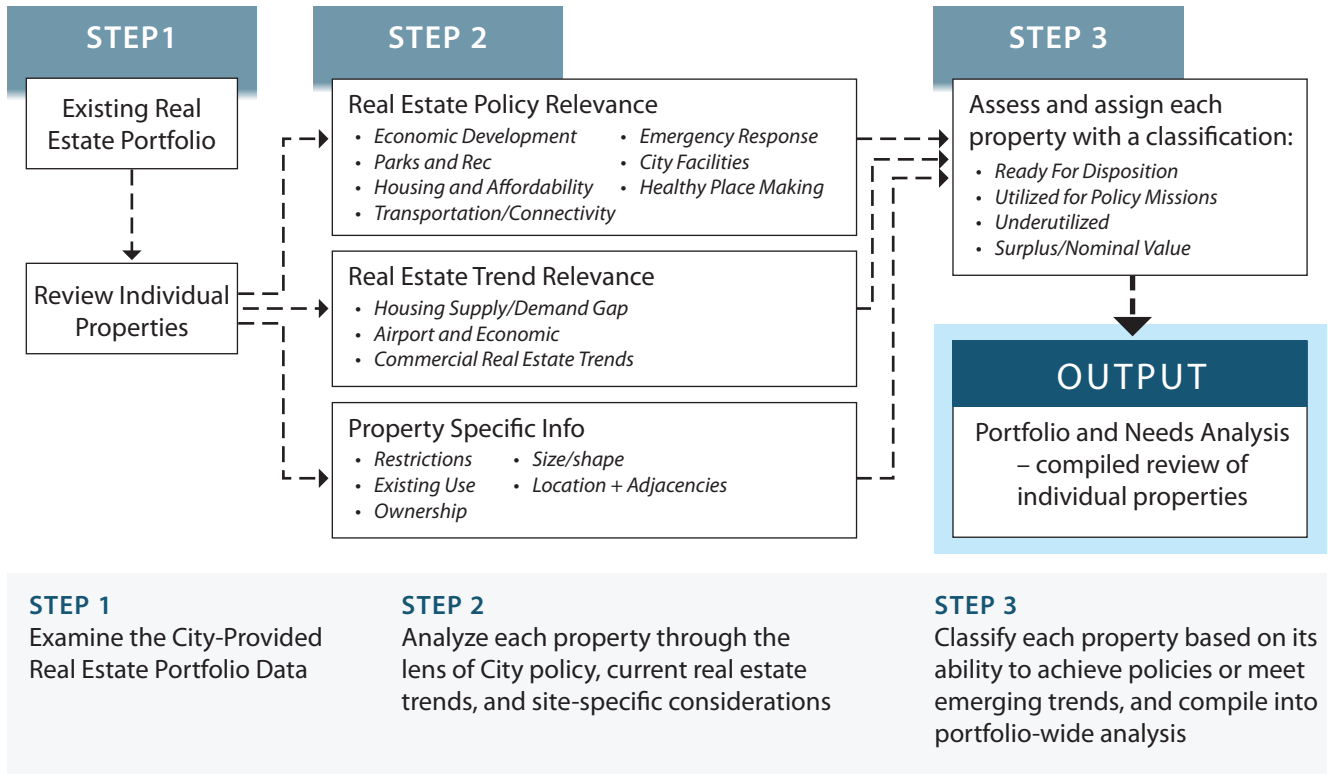 STEP1
Existing Real
Estate Portfolio
Review Individual
Properties
STEP 2
Real Estate Policy Relevance
• Economic Development
• Parks and Rec
• Housing and Affordability
• Transportation/Connectivity
• Emergency Response
• City Facilities
• Healthy Place Making
Real Estate Trend Relevance
• Housing Supply/Demand Gap
• Airport and Economic
• Commercial Real Estate Trends
Property Specific Info
• Restrictions
• Existing Use
• Ownership
• Size/shape
• Location + Adjacencies
STEP 3
Assess and assign each
property with a classification:
• Ready For Disposition
• Utilized for Policy Missions
• Underutilized
• Surplus/Nominal Value
OUTPUT
Portfolio and Needs Analysis
– compiled review of
individual properties
STEP 1
Examine the City-Provided
Real Estate Portfolio Data
STEP 2
Analyze each property through the
lens of City policy, current real estate
trends, and site-specific considerations
STEP 3
Classify each property based on its
ability to achieve policies or meet
emerging trends, and compile into
portfolio-wide analysis